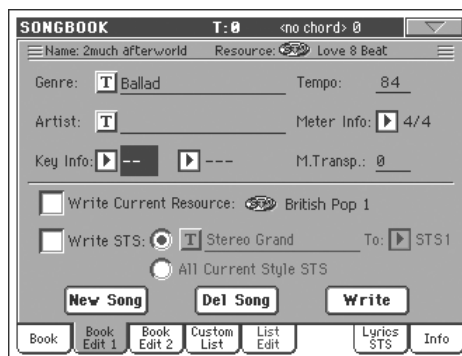 SONGBOOK T:0 <no chord> 0
Name: 2much afterworld Resource: STYLE Love 8 Beat
Genre: T Ballad Tempo: 84
Artist: T Meter Info: 4/4
Key Info: -- --- M.Transp.: 0
Write Current Resource: STYLE British Pop 1
Write STS: T Stereo Grand To: STS1
All Current Style STS
New Song Del Song Write
Book Book Edit 1 Book Edit 2 Custom List List Edit Lyrics STS Info